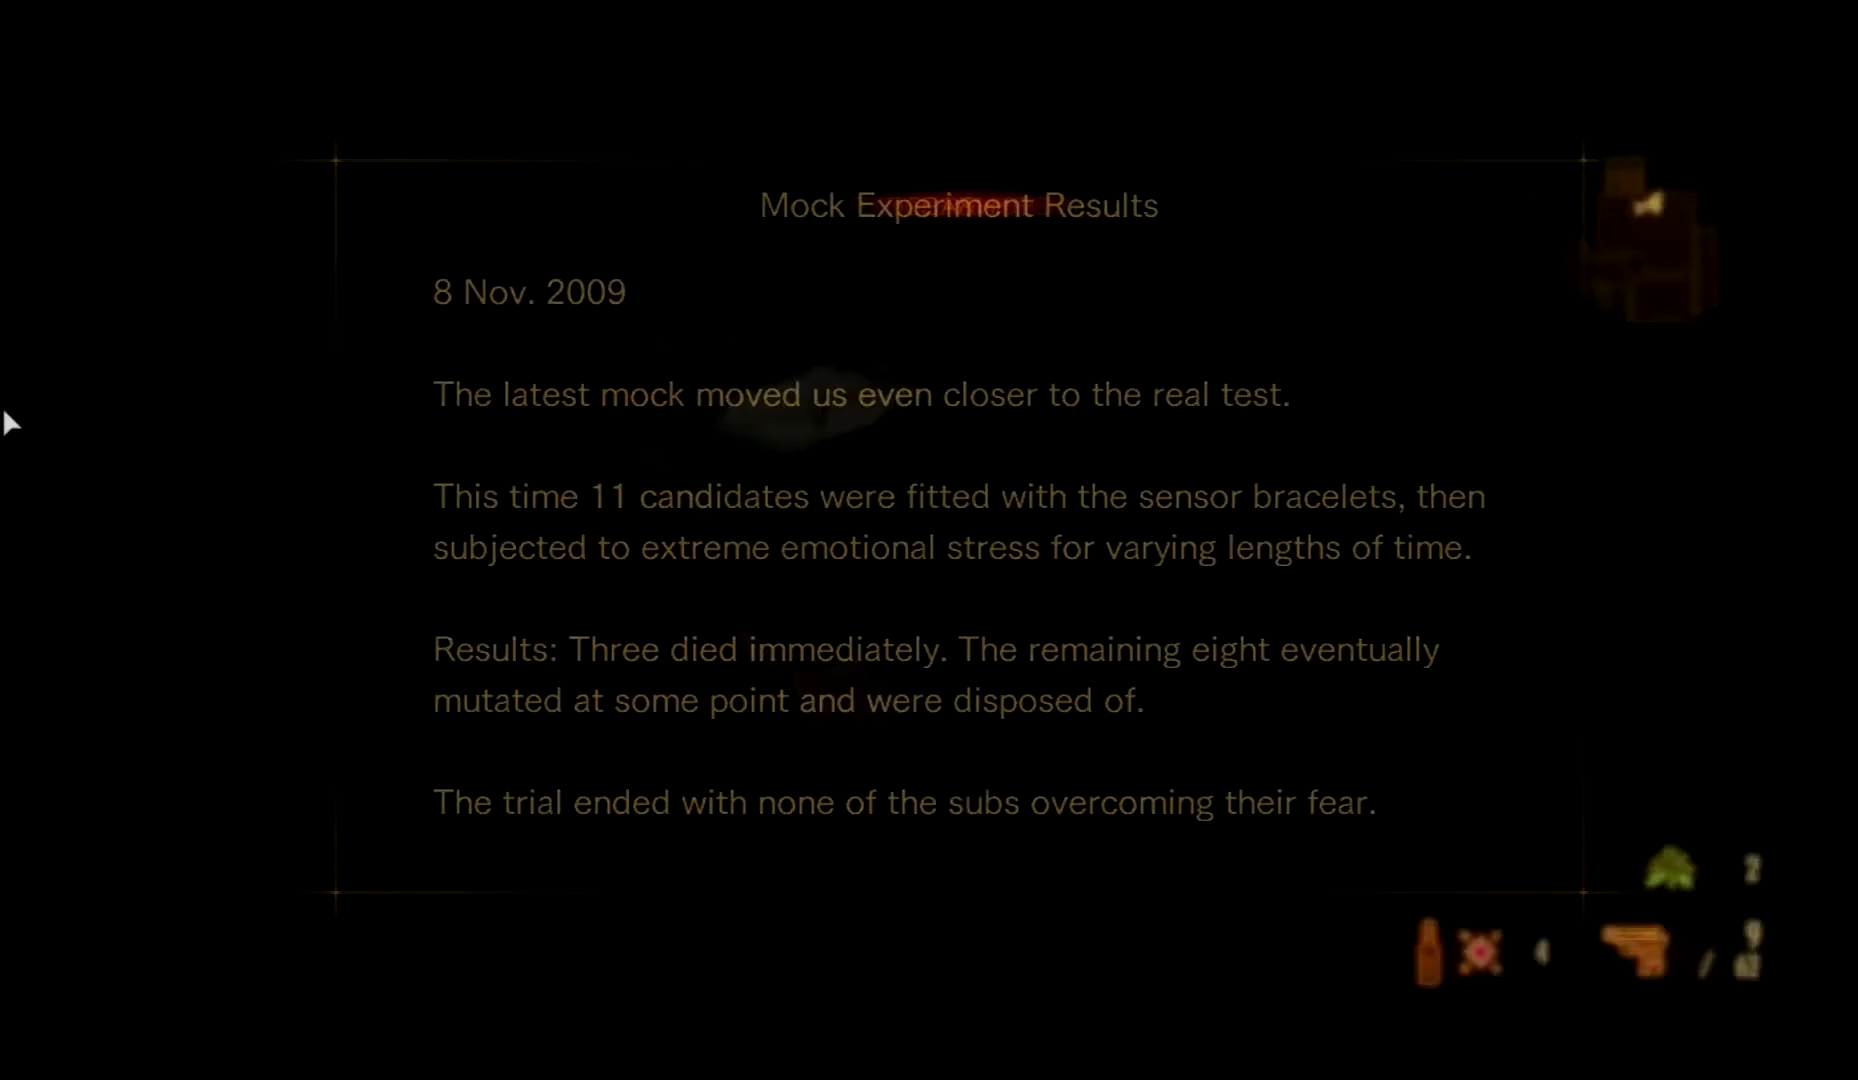 Mock Experiment Results
8 Nov. 2009
The latest mock moved us even closer to the real test.
This time 11 candidates were fitted with the sensor bracelets, then
subjected to extreme emotional stress for varying lengths of time.
Results: Three died immediately. The remaining eight eventually
mutated at some point and were disposed of.
The trial ended with none of the subs overcoming their fear.
2
4
9
/